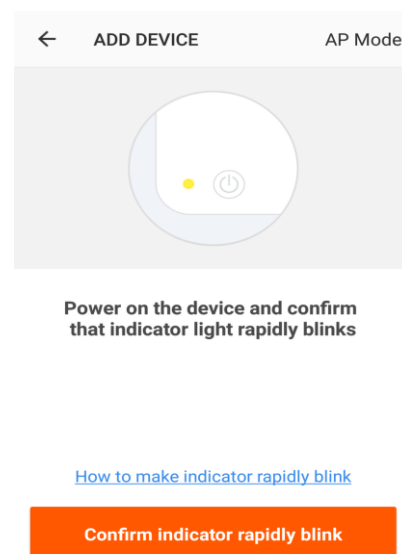 ADD DEVICE AP Mode
Power on the device and confirm
that indicator light rapidly blinks
How to make indicator rapidly blink
Confirm indicator rapidly blink